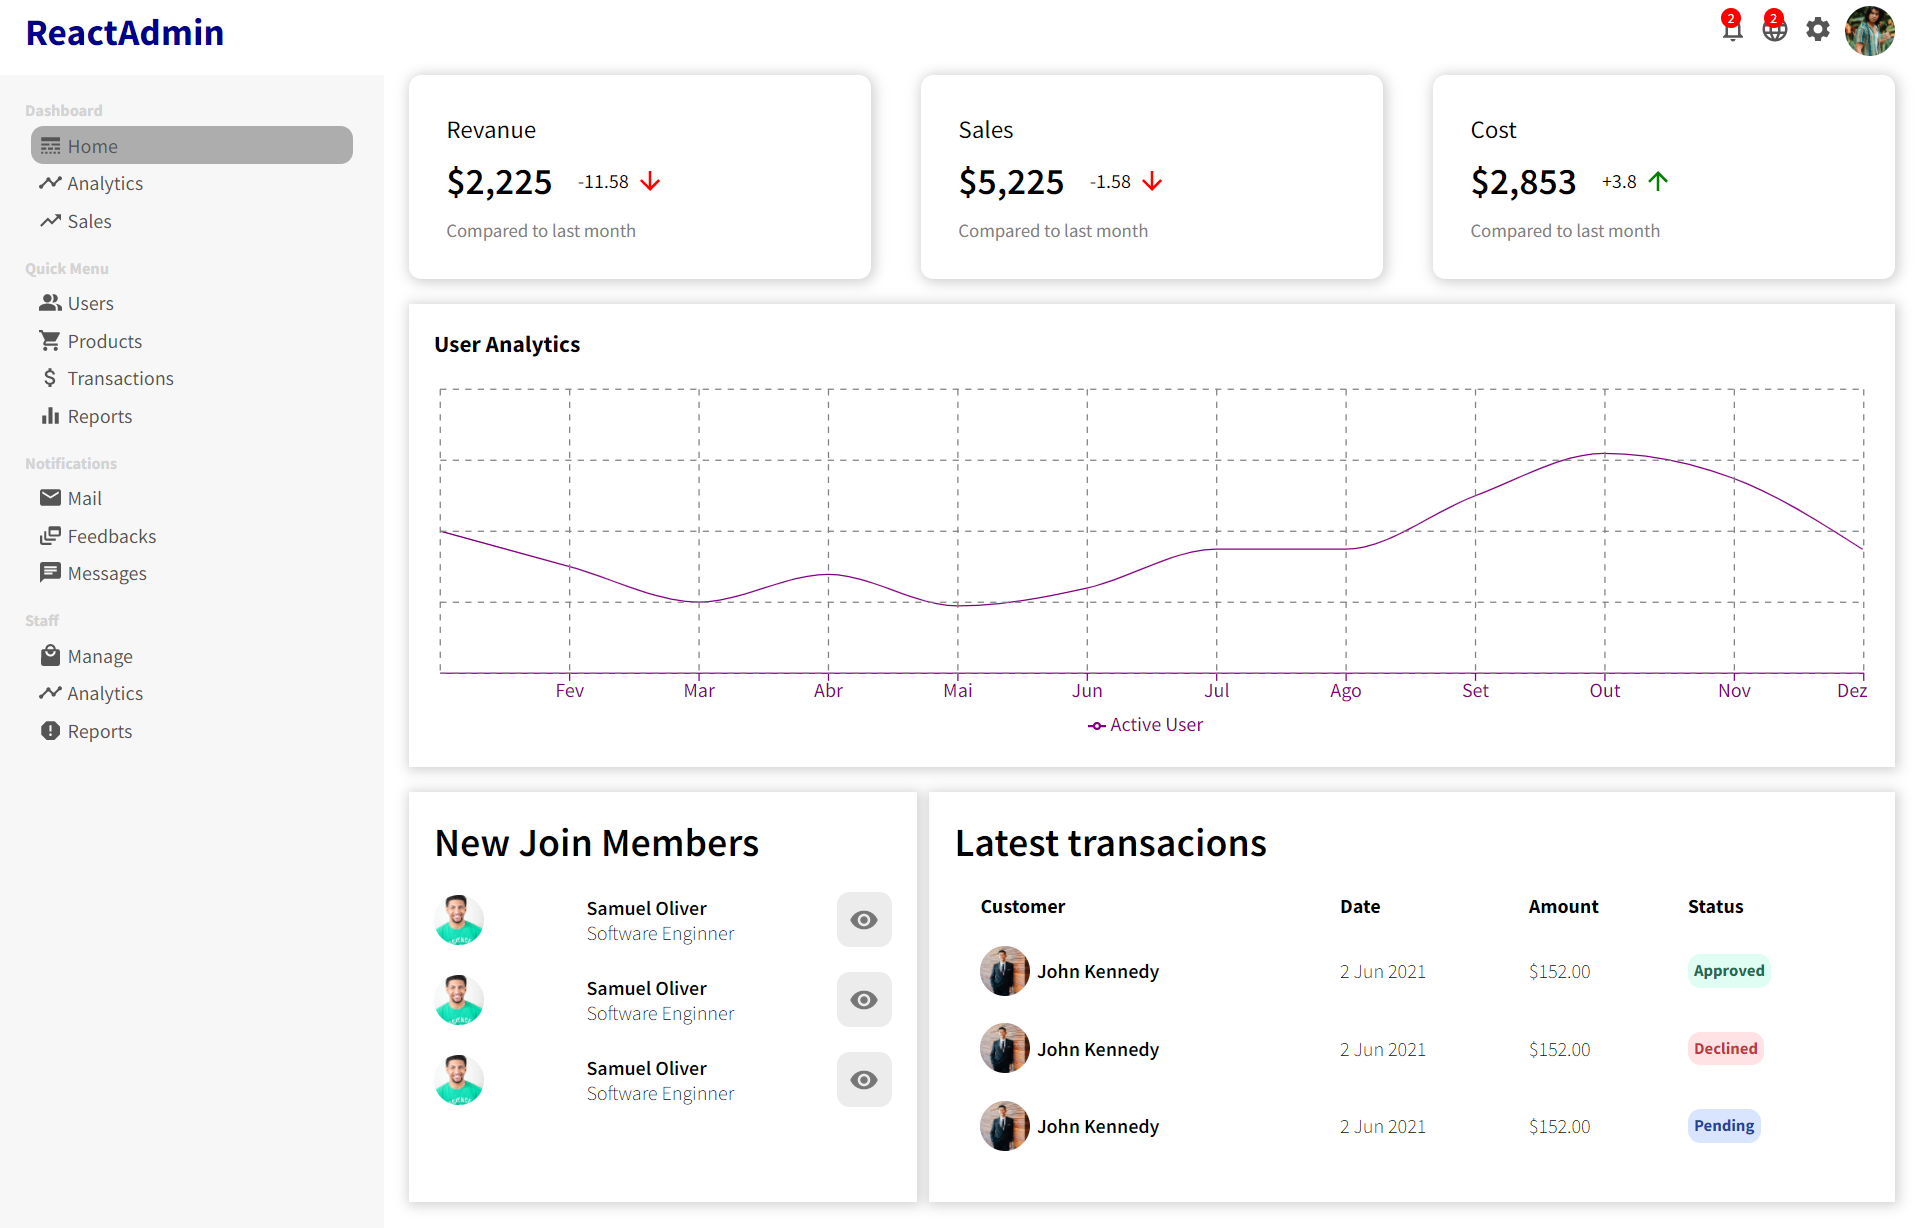 ReactAdmin
2
2
Dashboard
Home
Analytics
Sales
Quick Menu
Users
Products
Transactions
Reports
Notifications
Mail
Feedbacks
Messages
Staff
Manage
Analytics
Reports
Revanue
$2,225 -11.58
Compared to last month
Sales
$5,225 -1.58
Compared to last month
Cost
$2,853 +3.8
Compared to last month
User Analytics
Fev Mar Abr Mai Jun Jul Ago Set Out Nov Dez
Active User
New Join Members
Samuel Oliver
Software Enginner
Samuel Oliver
Software Enginner
Samuel Oliver
Software Enginner
Latest transacions
Customer Date Amount Status
John Kennedy 2 Jun 2021 $152.00 Approved
John Kennedy 2 Jun 2021 $152.00 Declined
John Kennedy 2 Jun 2021 $152.00 Pending